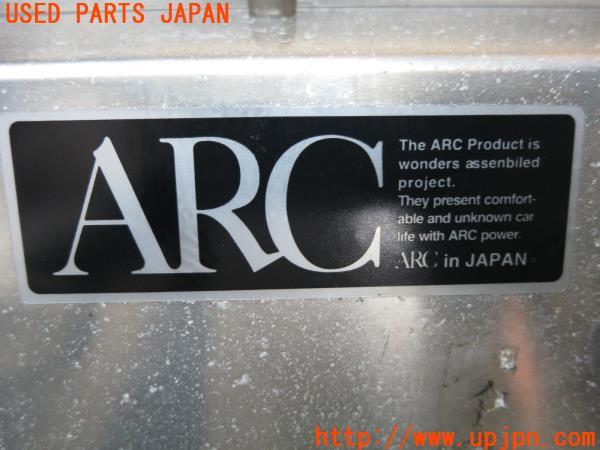 USED PARTS JAPAN
ARC
The ARC Product is
wonders assenbiled
project.
They present comfort-
able and unknown car
life with ARC power.
ARC in JAPAN
http://www.upjpn.com